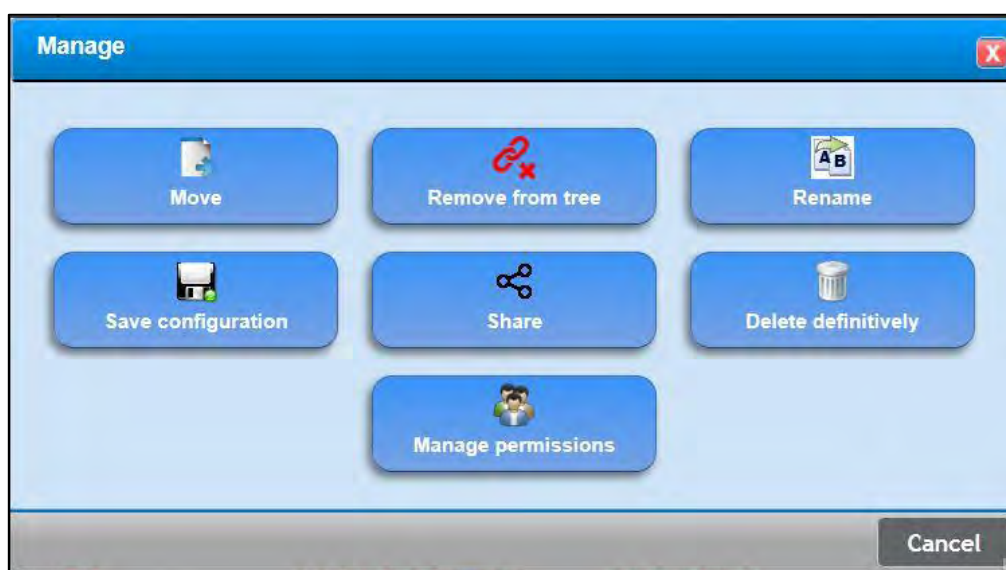 Manage
X
Move
Remove from tree
A B
Rename
Save configuration
Share
Delete definitively
Manage permissions
Cancel